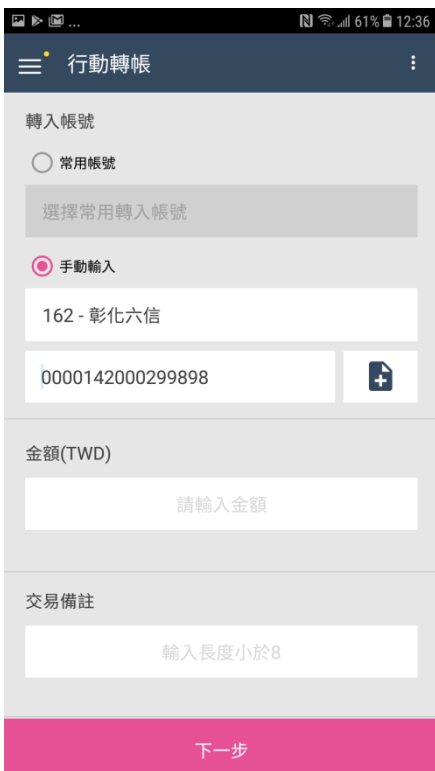 ... 61% 12:36
行動轉帳
轉入帳號
常用帳號
選擇常用轉入帳號
手動輸入
162 - 彰化六信
0000142000299898
金額(TWD)
請輸入金額
交易備註
輸入長度小於8
下一步